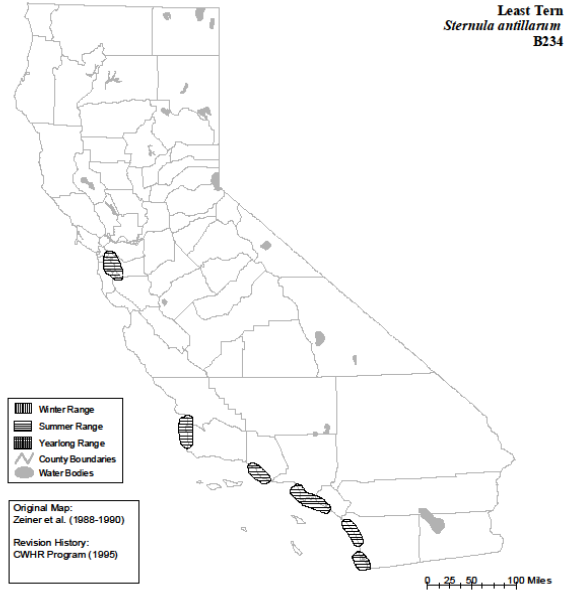 Least Tern
Sternula antillarum
B234
Winter Range
Summer Range
Yearlong Range
County Boundaries
Water Bodies
Original Map:
Zeiner et al. (1988-1990)
Revision History:
CWHR Program (1995)
0 25 50 100 Miles